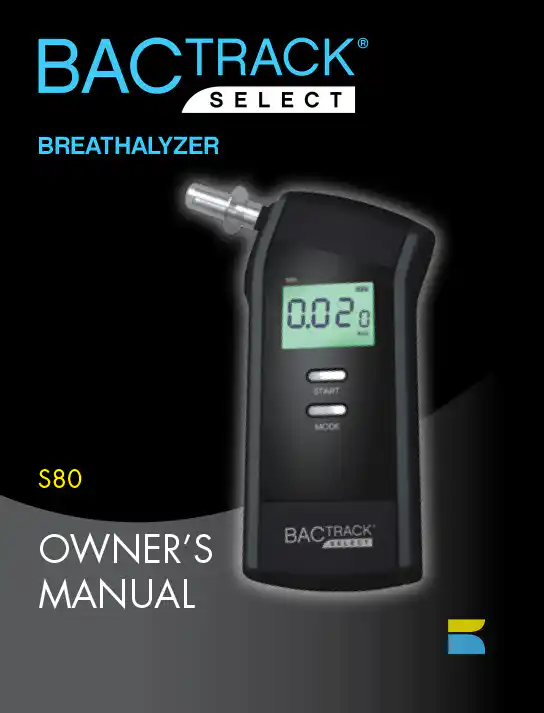 BACTRACK®
SELECT
BREATHALYZER
0.020
START
MODE
BACTRACK®
SELECT
S80
OWNER'S
MANUAL